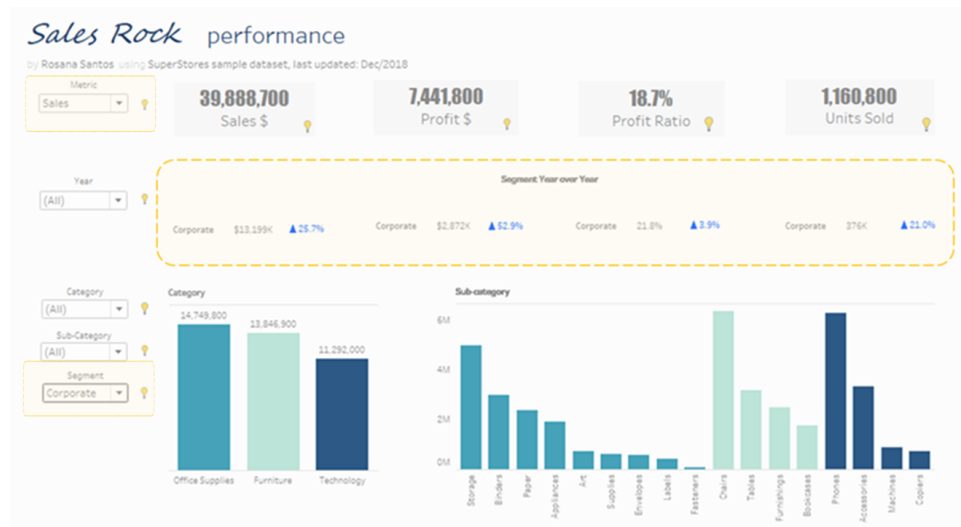 Sales Rock performance
by Rosana Santos using SuperStores sample dataset, last updated: Dec/2018
Metric
Sales
39,888,700
Sales $
7,441,800
Profit $
18.7%
Profit Ratio
1,160,800
Units Sold
Year
(All)
Segment Year over Year
Corporate $13,199K ▲25.7%
Corporate $2,872K ▲52.9%
Corporate 21.8% ▲3.9%
Corporate 376K ▲21.0%
Category
(All)
Sub-Category
(All)
Segment
Corporate
Category
14,749,800
13,846,900
11,292,000
Office Supplies
Furniture
Technology
Sub-category
6M
4M
2M
0M
Storage
Binders
Paper
Appliances
Art
Supplies
Envelopes
Labels
Fasteners
Chairs
Tables
Furnishings
Bookcases
Phones
Accessories
Machines
Copiers